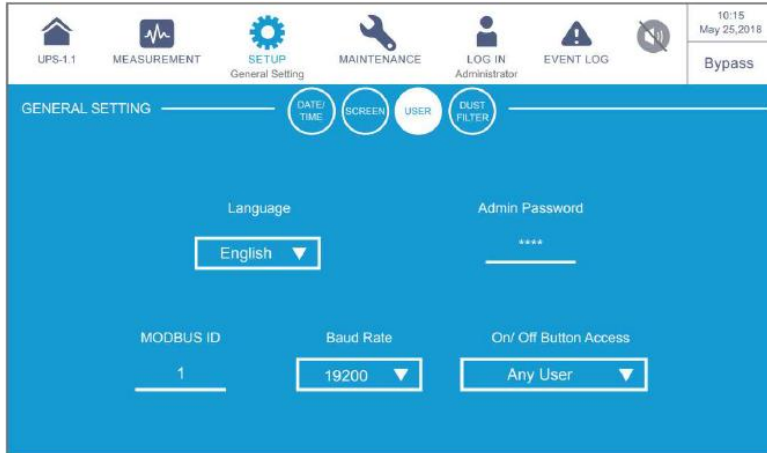 10:15
May 25,2018
UPS-1.1
MEASUREMENT
SETUP
General Setting
MAINTENANCE
LOG IN
Administrator
EVENT LOG
Bypass
GENERAL SETTING
DATE/
TIME
SCREEN
USER
DUST
FILTER
Language
Admin Password
English
****
MODBUS ID
Baud Rate
On/ Off Button Access
1
19200
Any User